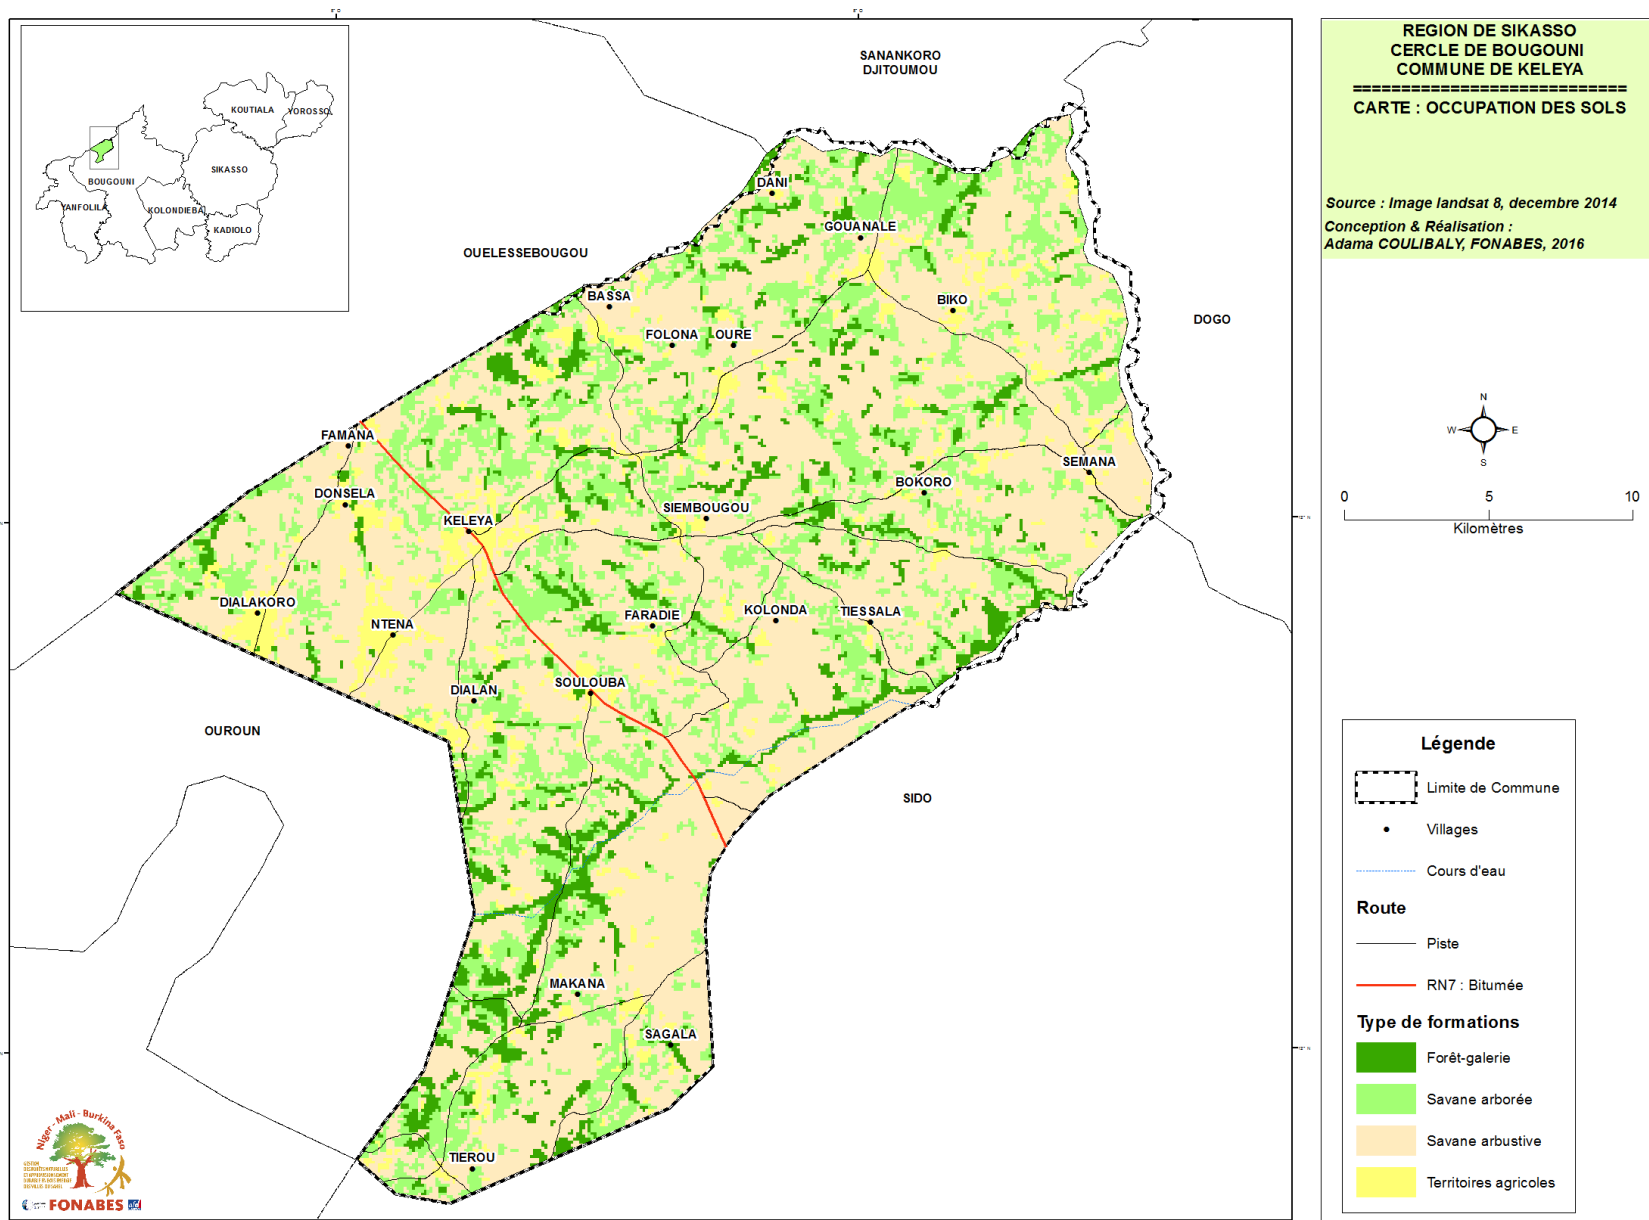 REGION DE SIKASSO
CERCLE DE BOUGOUNI
COMMUNE DE KELEYA
============================
CARTE : OCCUPATION DES SOLS
Source : Image landsat 8, decembre 2014
Conception & Réalisation :
Adama COULIBALY, FONABES, 2016
KOUTIALA
YOROSSO
SIKASSO
BOUGOUNI
YANFOLILA
KOLONDIEBA
KADIOLO
SANANKORO
DJITOUMOU
OUELESSEBOUGOU
DOGO
OUROUN
SIDO
DANI
GOUANALE
BASSA
BIKO
FOLONA
OURE
FAMANA
SEMANA
BOKORO
DONSELA
SIEMBOUGOU
KELEYA
DIALAKORO
NTENA
FARADIE
KOLONDA
TIESSALA
DIALAN
SOULOUBA
MAKANA
SAGALA
TIEROU
N
W
E
S
0
5
10
Kilomètres
Légende
Limite de Commune
Villages
Cours d'eau
Route
Piste
RN7 : Bitumée
Type de formations
Forêt-galerie
Savane arborée
Savane arbustive
Territoires agricoles
Niger - Mali - Burkina Faso
FONABES